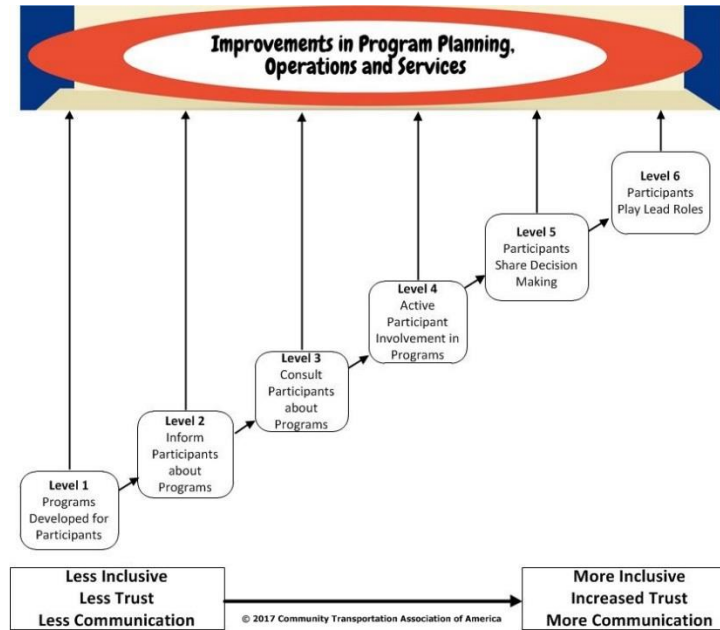 Improvements in Program Planning,
Operations and Services
Level 6
Participants
Play Lead Roles
Level 5
Participants
Share Decision
Making
Level 4
Active
Participant
Involvement in
Programs
Level 3
Consult
Participants
about
Programs
Level 2
Inform
Participants
about
Programs
Level 1
Programs
Developed for
Participants
Less Inclusive
Less Trust
Less Communication
© 2017 Community Transportation Association of America
More Inclusive
Increased Trust
More Communication